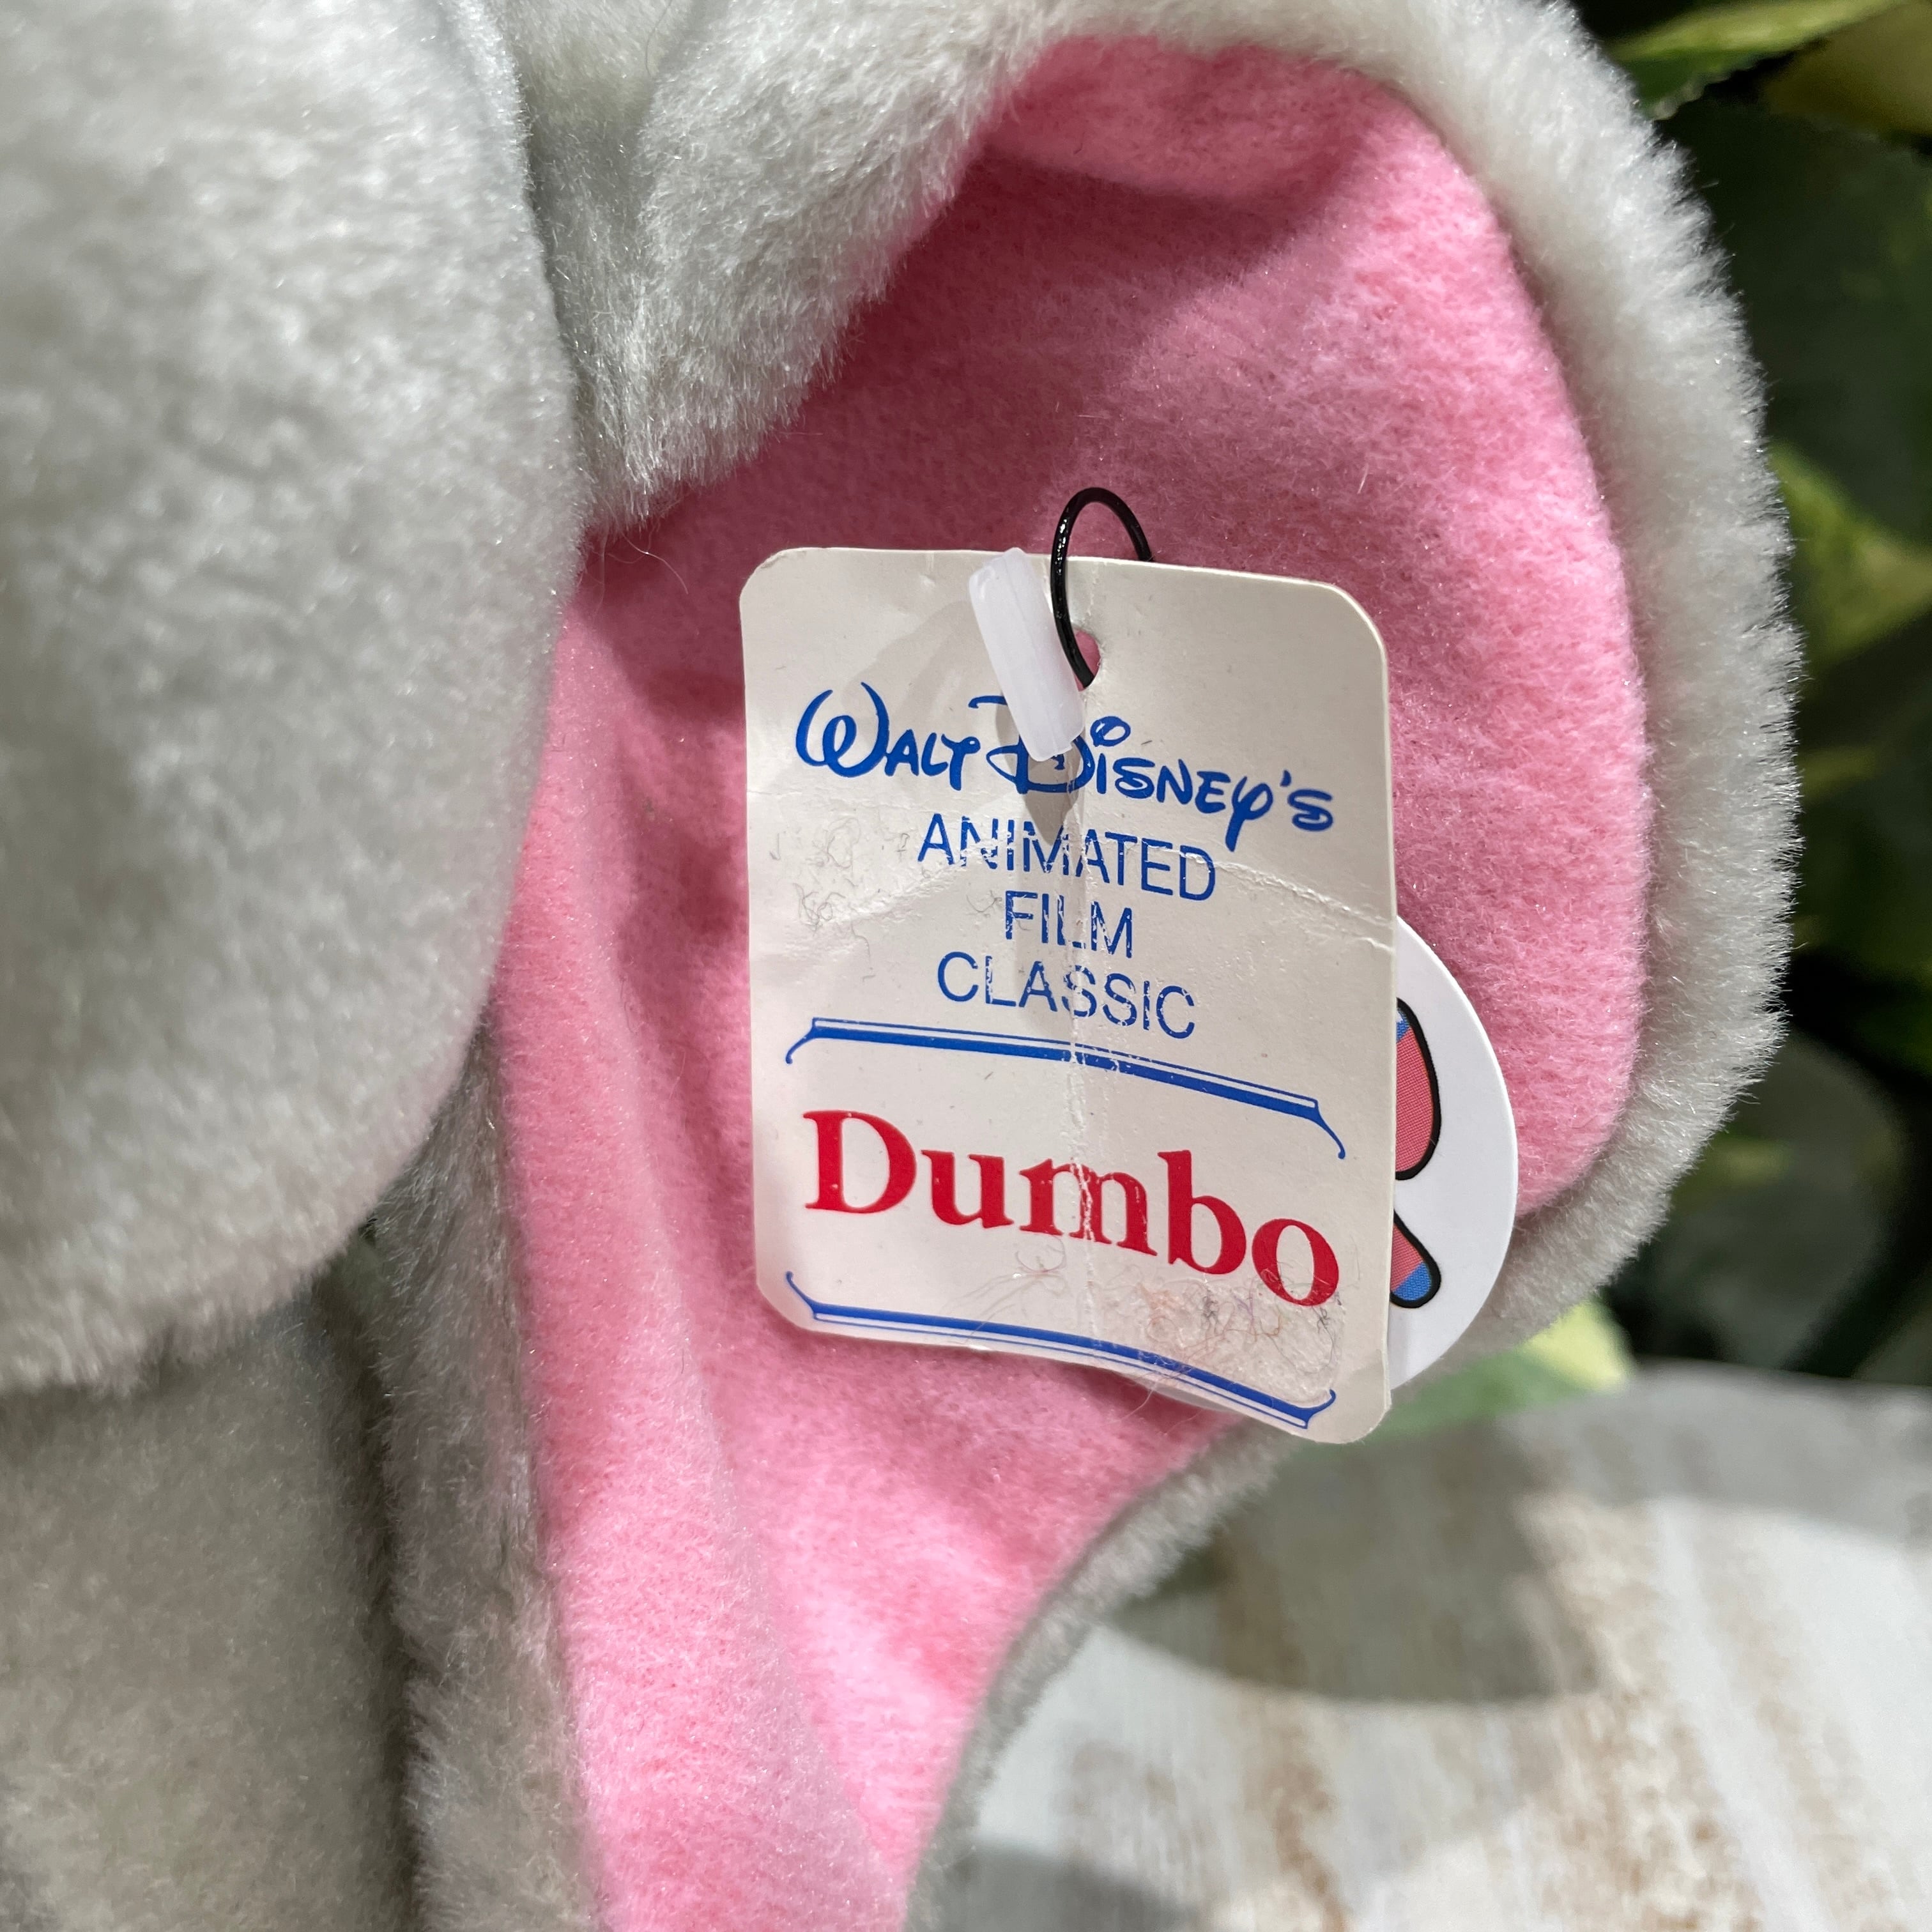 WALT DISNEY'S
ANIMATED
FILM
CLASSIC
Dumbo